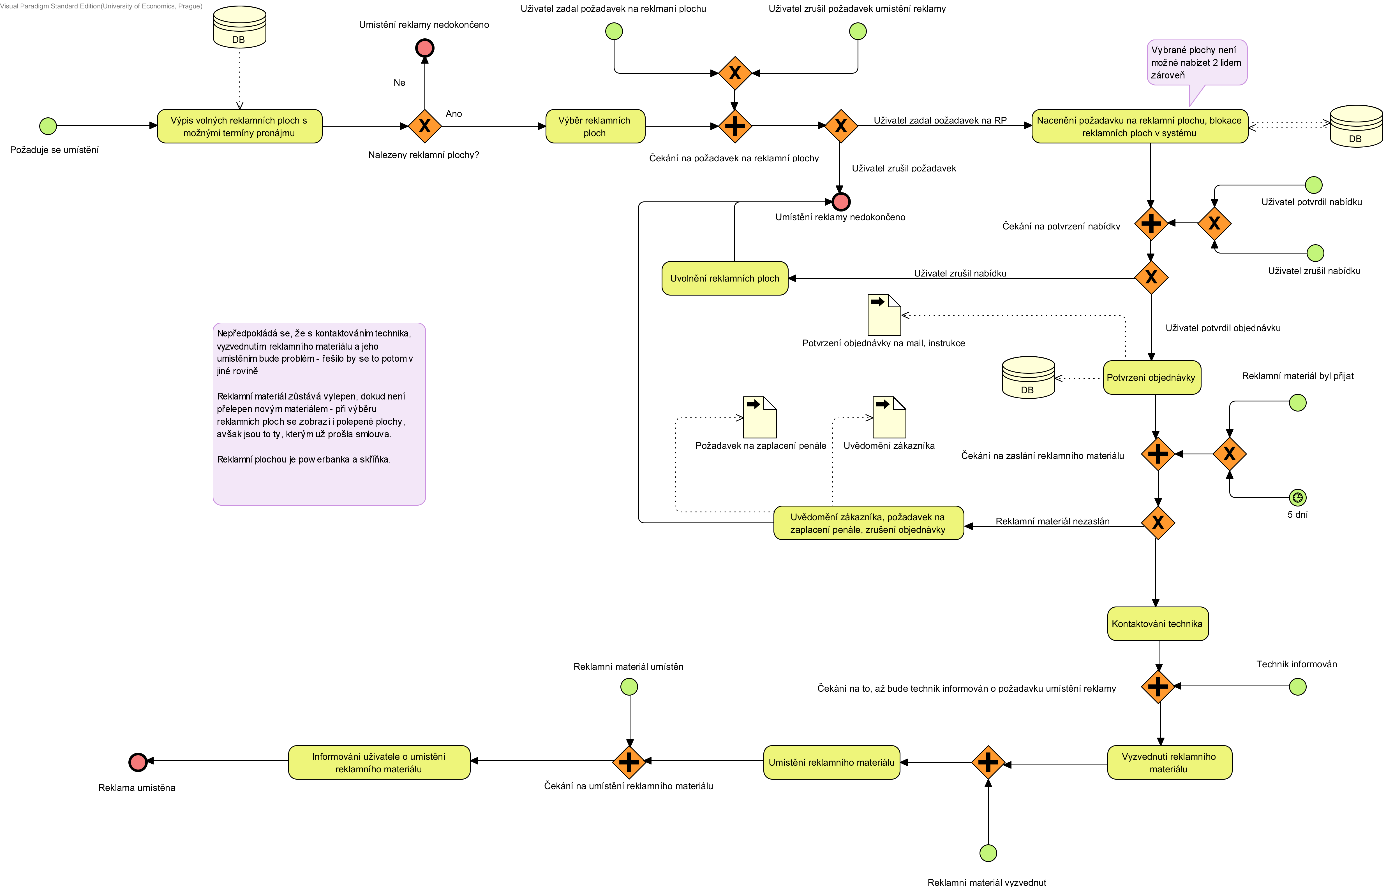 Visual Paradigm Standard Edition(University of Economics, Prague)
DB
Umístění reklamy nedokončeno
Uživatel zadal požadavek na reklmaní plochu
Uživatel zrušil požadavek umístění reklamy
Vybrané plochy není
možné nabízet 2 lidem
zároveň
Ne
X
Ano
Požaduje se umístění
Výpis volných reklamních ploch s
možnými termíny pronájmu
X
Nalezeny reklamní plochy?
Výběr reklamních
ploch
Čekání na požadavek na reklamní plochy
X
Uživatel zadal požadavek na RP
Nacenění požadavku na reklamní plochu, blokace
reklamních ploch v systému
DB
Uživatel zrušil požadavek
Umístění reklamy nedokončeno
Uživatel potvrdil nabídku
Čekání na potvrzení nabídky
X
Uživatel zrušil nabídku
Uvolnění reklamních ploch
Uživatel zrušil nabídku
X
Uživatel potvrdil objednávku
Potvrzení objednávky na mail, instrukce
Potvrzení objednávky
DB
Reklamní materiál byl přijat
Nepředpokládá se, že s kontaktováním technika,
vyzvednutím reklamního materiálu a jeho
umístěním bude problém - řešilo by se to potom v
jiné rovině
Reklamní materiál zůstává vylepen, dokud není
přelepen novým materiálem - při výběru
reklamních ploch se zobrazí i polepené plochy,
avšak jsou to ty, kterým už prošla smlouva.
Reklamní plochou je powerbanka a skříňka.
Požadavek na zaplacení penále
Uvědomění zákazníka
Čekání na zaslání reklamního materiálu
X
5 dní
Uvědomění zákazníka, požadavek na
zaplacení penále, zrušení objednávky
Reklamní materiál nezaslán
X
Kontaktování technika
Technik informován
Čekání na to, až bude technik informován o požadavku umístění reklamy
Reklamní materiál umístěn
Vyzvednutí reklamního
materiálu
Umístění reklamního materiálu
Čekání na umístění reklamního materiálu
Informování uživatele o umístění
reklamního materiálu
Reklama umístěna
Reklamní materiál vyzvednut